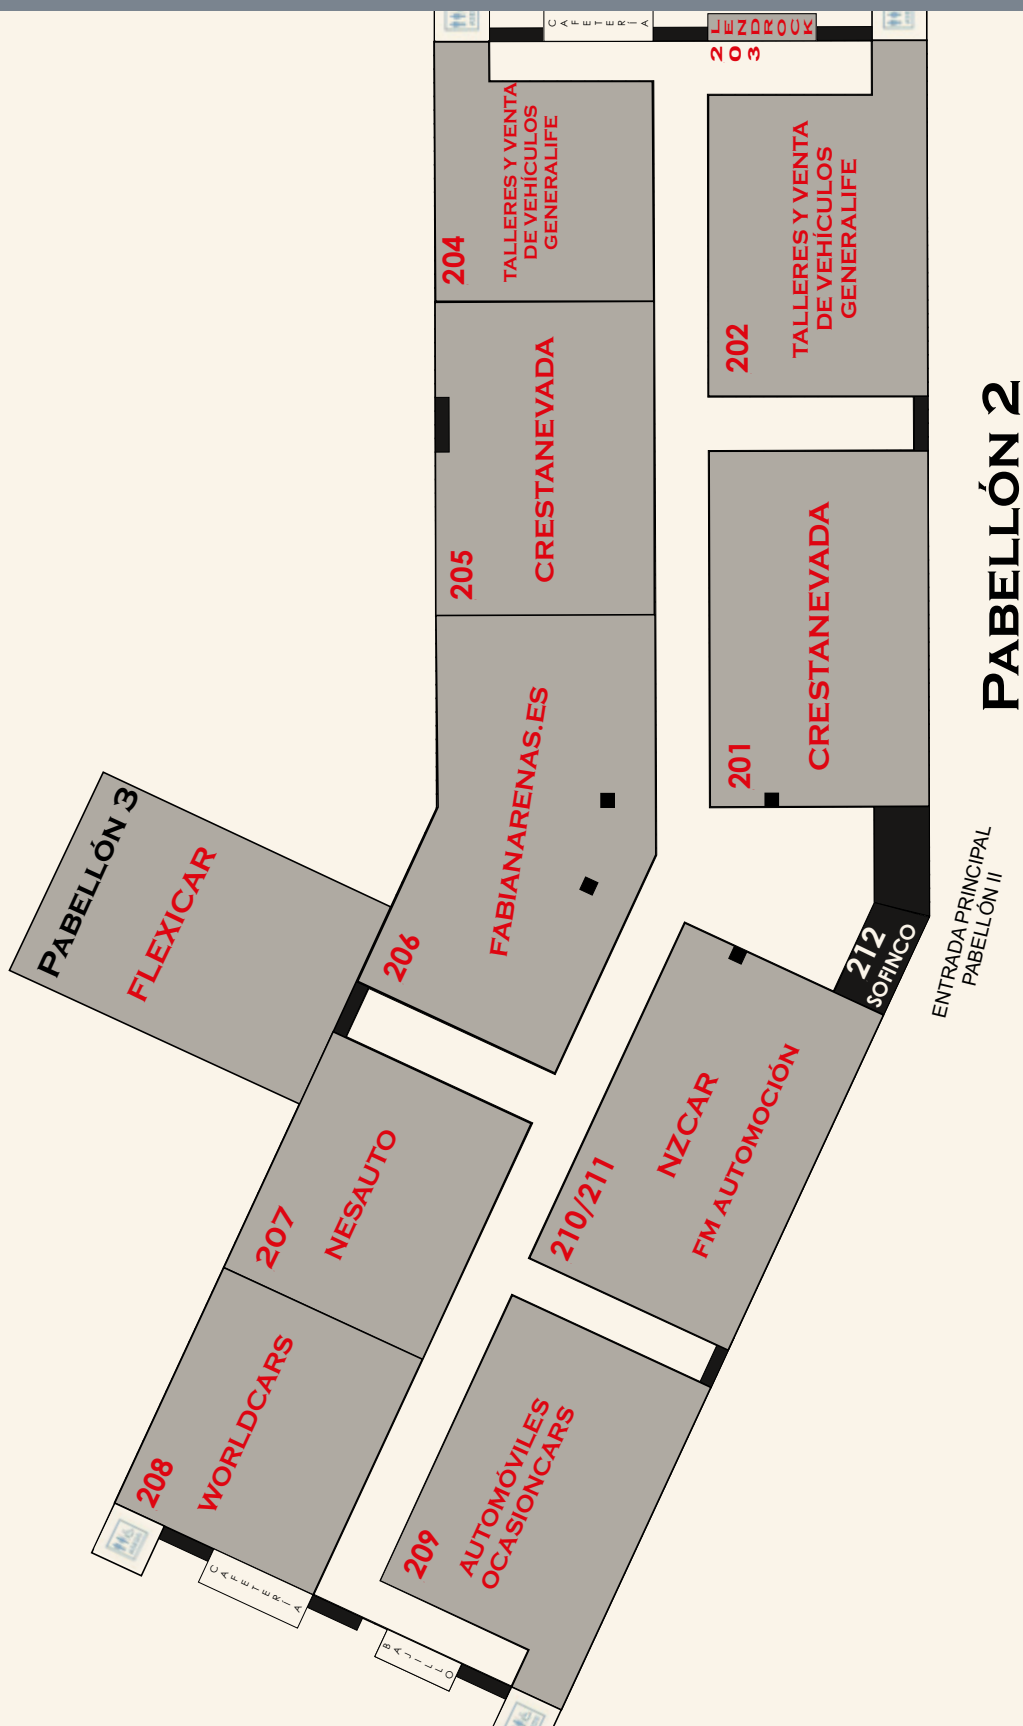 CAFETERÍA
LENDROCK
203
TALLERES Y VENTA
DE VEHÍCULOS
GENERALIFE
204
TALLERES Y VENTA
DE VEHÍCULOS
GENERALIFE
202
CRESTANEVADA
205
CRESTANEVADA
201
PABELLÓN 2
FABIANARENAS.ES
206
PABELLÓN 3
FLEXICAR
212
SOFINCO
ENTRADA PRINCIPAL
PABELLÓN II
NZCAR
FM AUTOMOCIÓN
210/211
NESAUTO
207
WORLDCARS
208
AUTOMÓVILES
OCASIONCARS
209
CAFETERÍA
BAJILLO